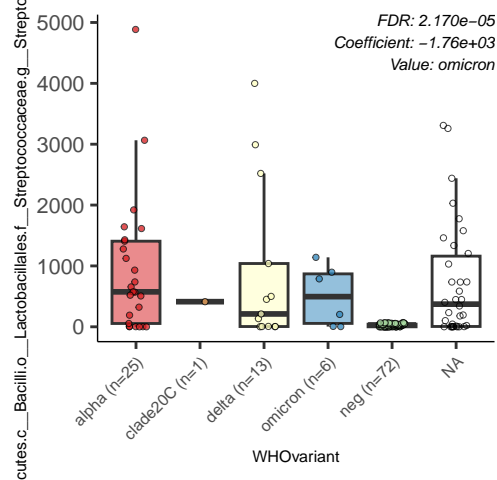 cutes.c__Bacilli.o__Lactobacillales.f__Streptococcaceae.g__Strepto
FDR: 2.170e−05
Coefficient: −1.76e+03
Value: omicron
5000
4000
3000
2000
1000
0
alpha (n=25)
clade20C (n=1)
delta (n=13)
omicron (n=6)
neg (n=72)
NA
WHOvariant